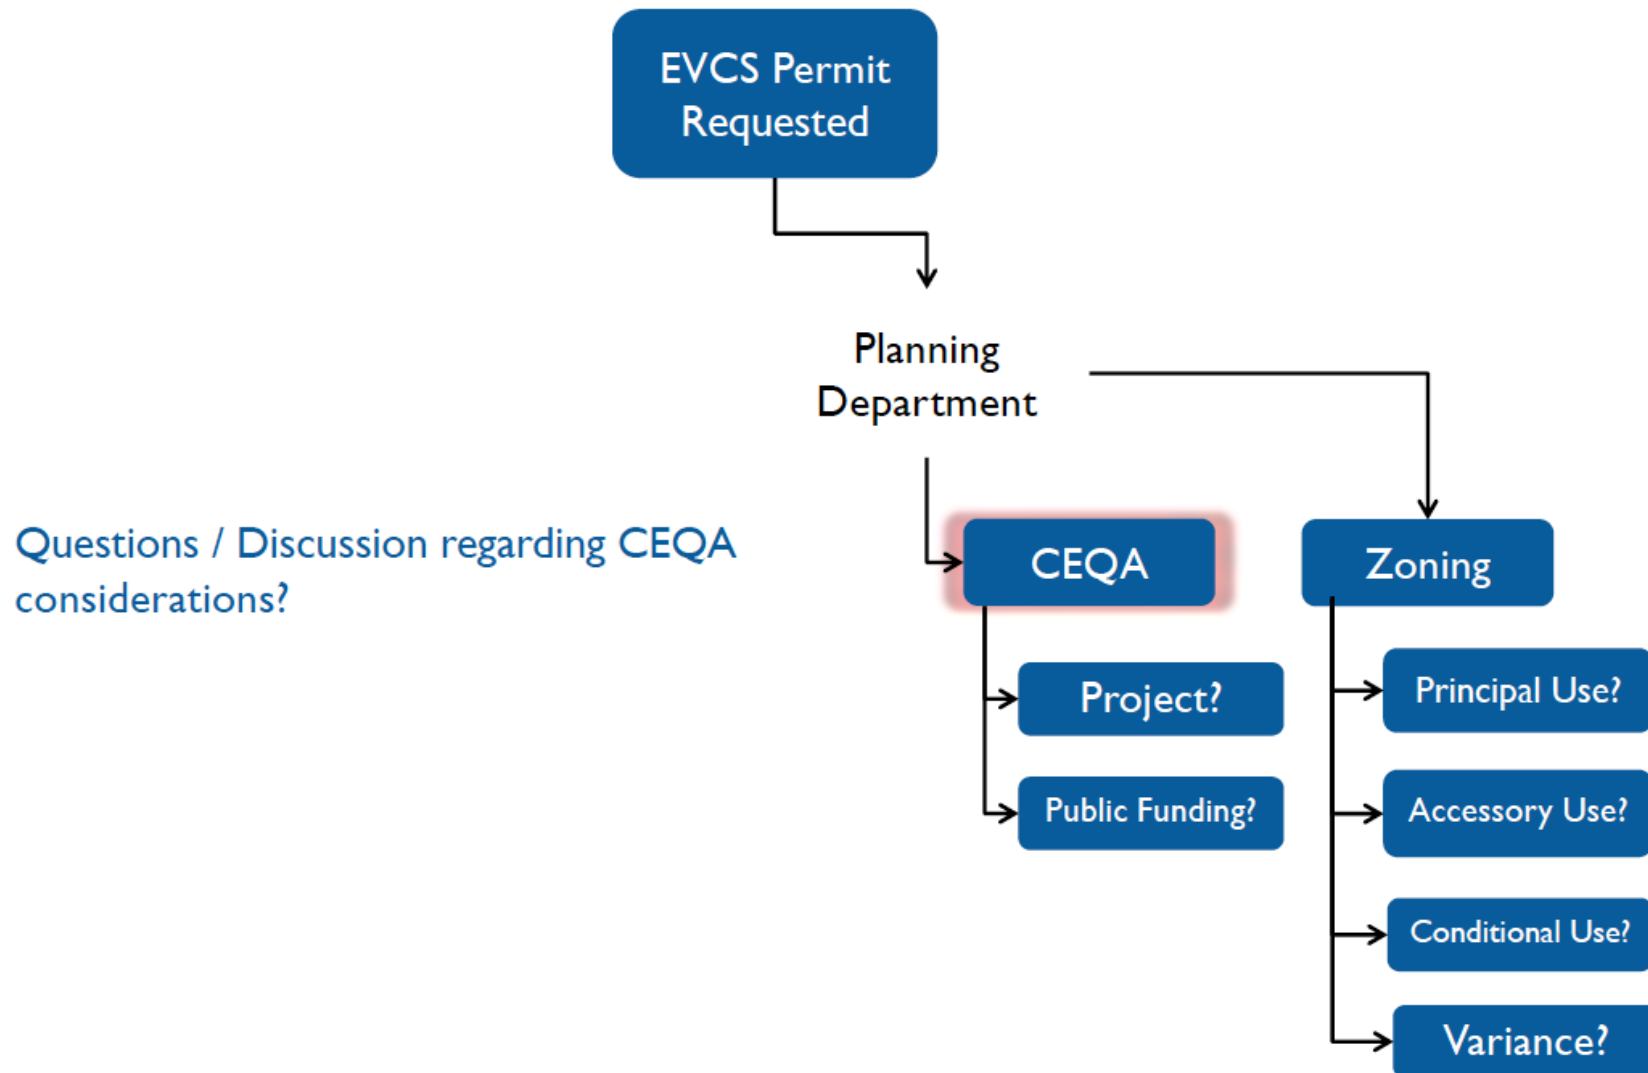 EVCS Permit
Requested
Planning
Department
Questions / Discussion regarding CEQA
considerations?
CEQA
Zoning
Project?
Principal Use?
Public Funding?
Accessory Use?
Conditional Use?
Variance?